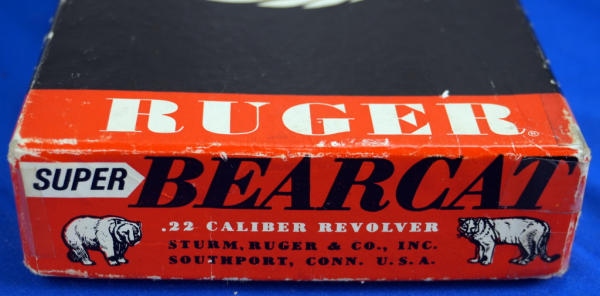 RUGER®
SUPER BEARCAT
.22 CALIBER REVOLVER
STURM, RUGER & CO., INC.
SOUTHPORT, CONN. U.S.A.